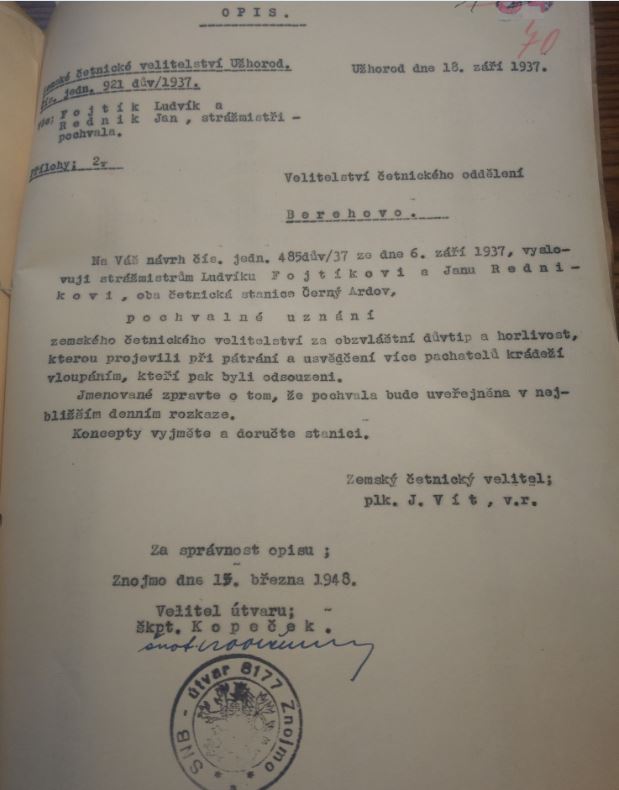 O P I S .
70
Zemské četnické velitelství Užhorod.
Užhorod dne 18. září 1937.
čís. jedn. 921 dův/1937.
Věc: F o j t í k Ludvík a
R e d n i k Jan , strážmistři -
pochvala.
Přílohy; 2
Velitelství četnického oddělení
B e r e h o v o .
Na Váš návrh čís. jedn. 485dův/37 ze dne 6. září 1937, vyslo-
vuji strážmistrům Ludvíku F o j t í k o v i a Janu R e d n i -
k o v i , oba četnická stanice Černý Ardov,
p o c h v a l n é u z n á n í
zemského četnického velitelství za obzvláštní důvtip a horlivost,
kterou projevili při pátrání a usvědčení více pachatelů krádeží
vloupáním, kteří pak byli odsouzeni.
Jmenované zpravte o tom, že pochvala bude uveřejněna v nej-
bližším denním rozkaze.
Koncepty vyjměte a doručte stanici.
Zemský četnický velitel;
plk. J. V í t , v.r.
Za správnost opisu ;
Znojmo dne 15. března 1948.
Velitel útvaru;
škpt. K o p e č e k .
SNB - útvar 8177 Znojmo